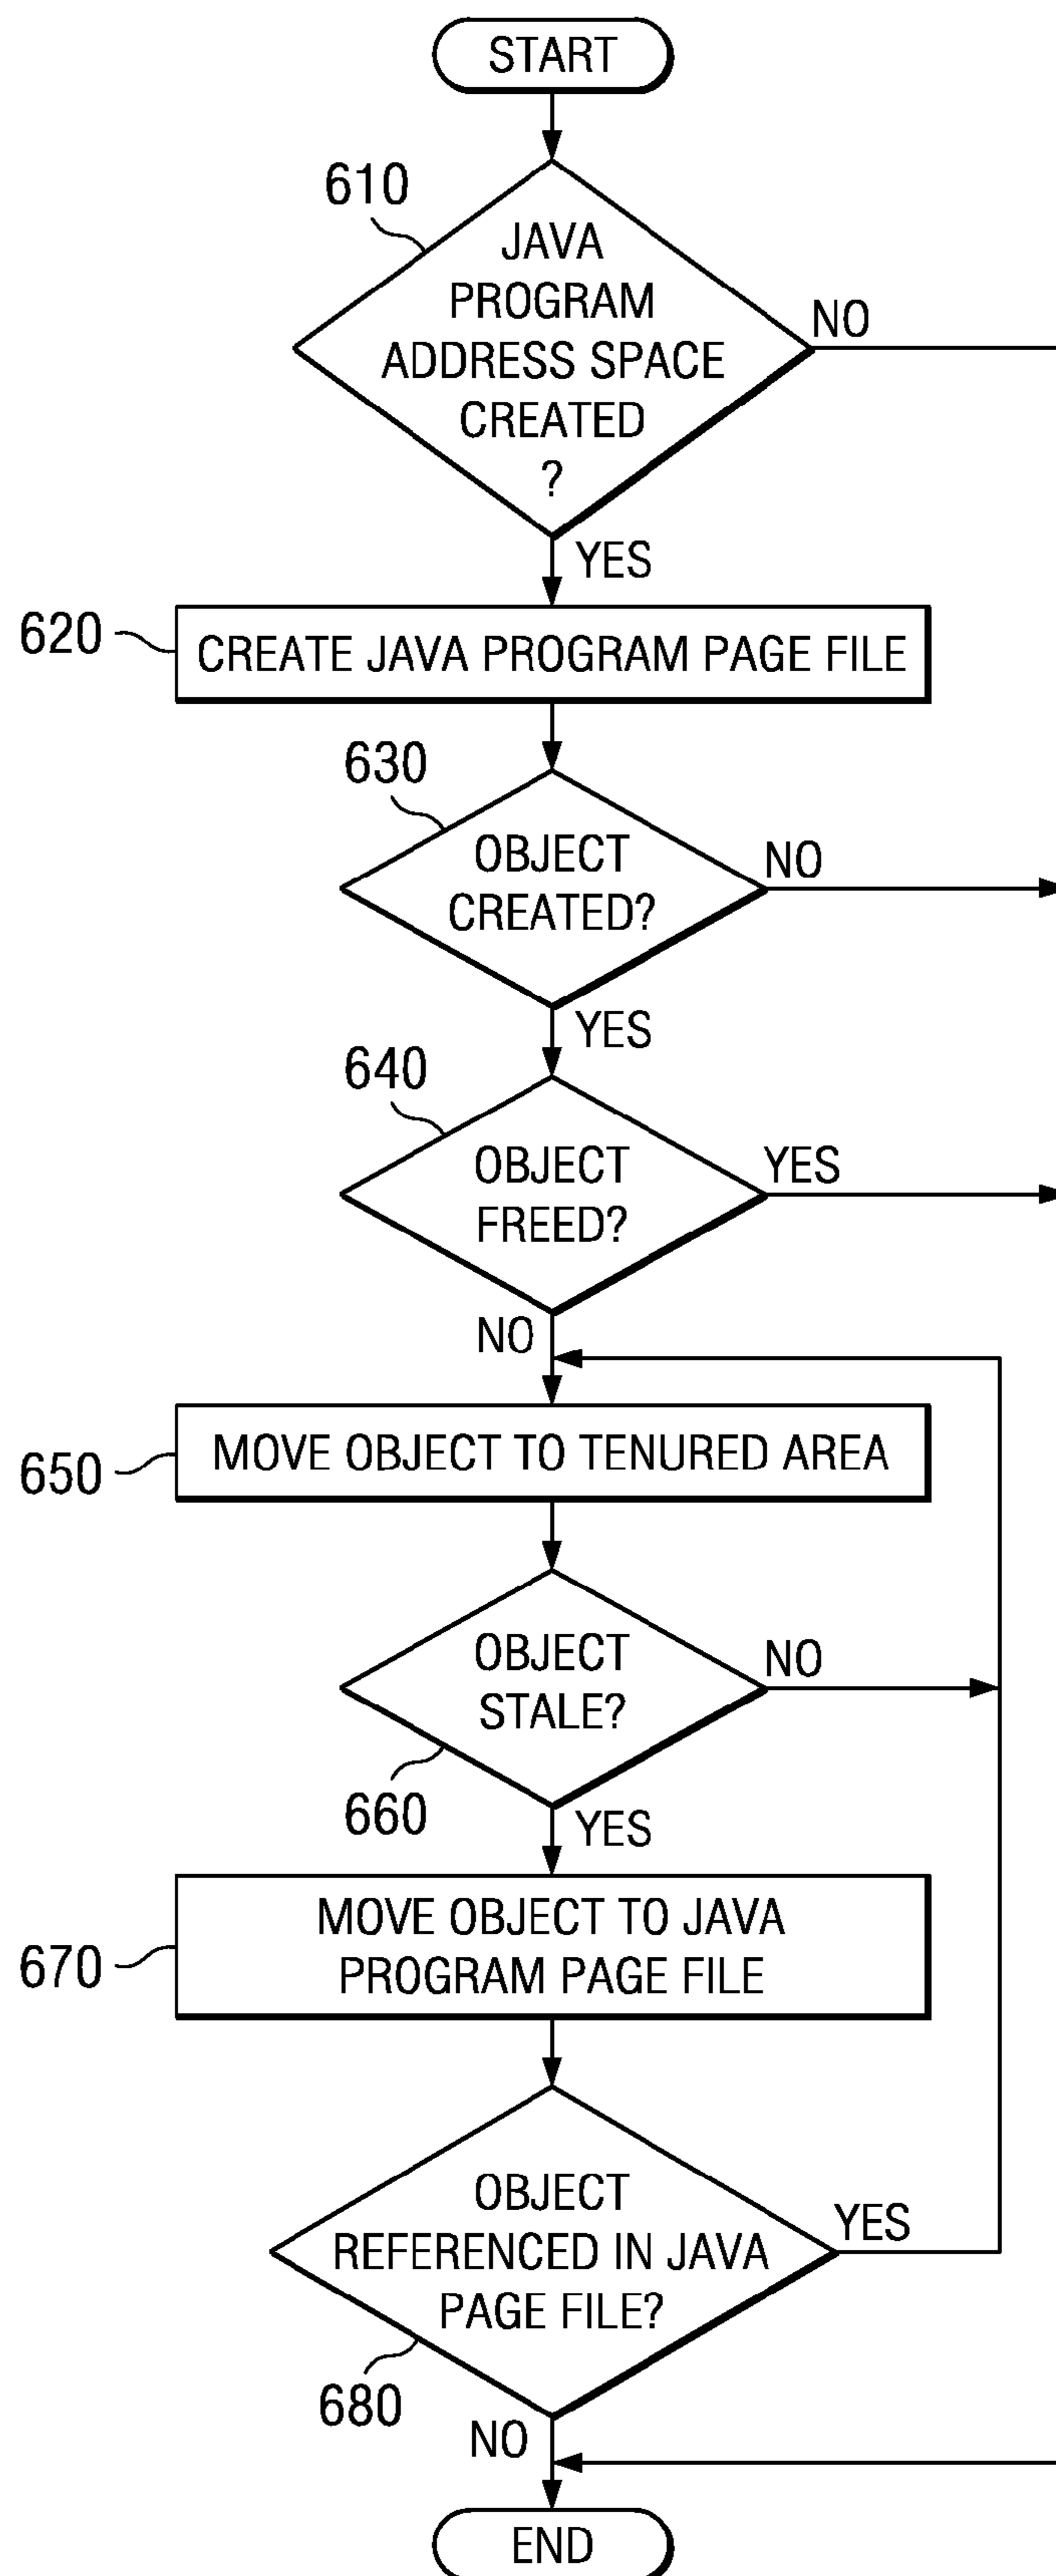 START
610
JAVA
PROGRAM
ADDRESS SPACE
CREATED
?
NO
YES
620
CREATE JAVA PROGRAM PAGE FILE
630
OBJECT
CREATED?
NO
YES
640
OBJECT
FREED?
YES
NO
650
MOVE OBJECT TO TENURED AREA
OBJECT
STALE?
NO
660
YES
670
MOVE OBJECT TO JAVA
PROGRAM PAGE FILE
OBJECT
REFERENCED IN JAVA
PAGE FILE?
YES
680
NO
END